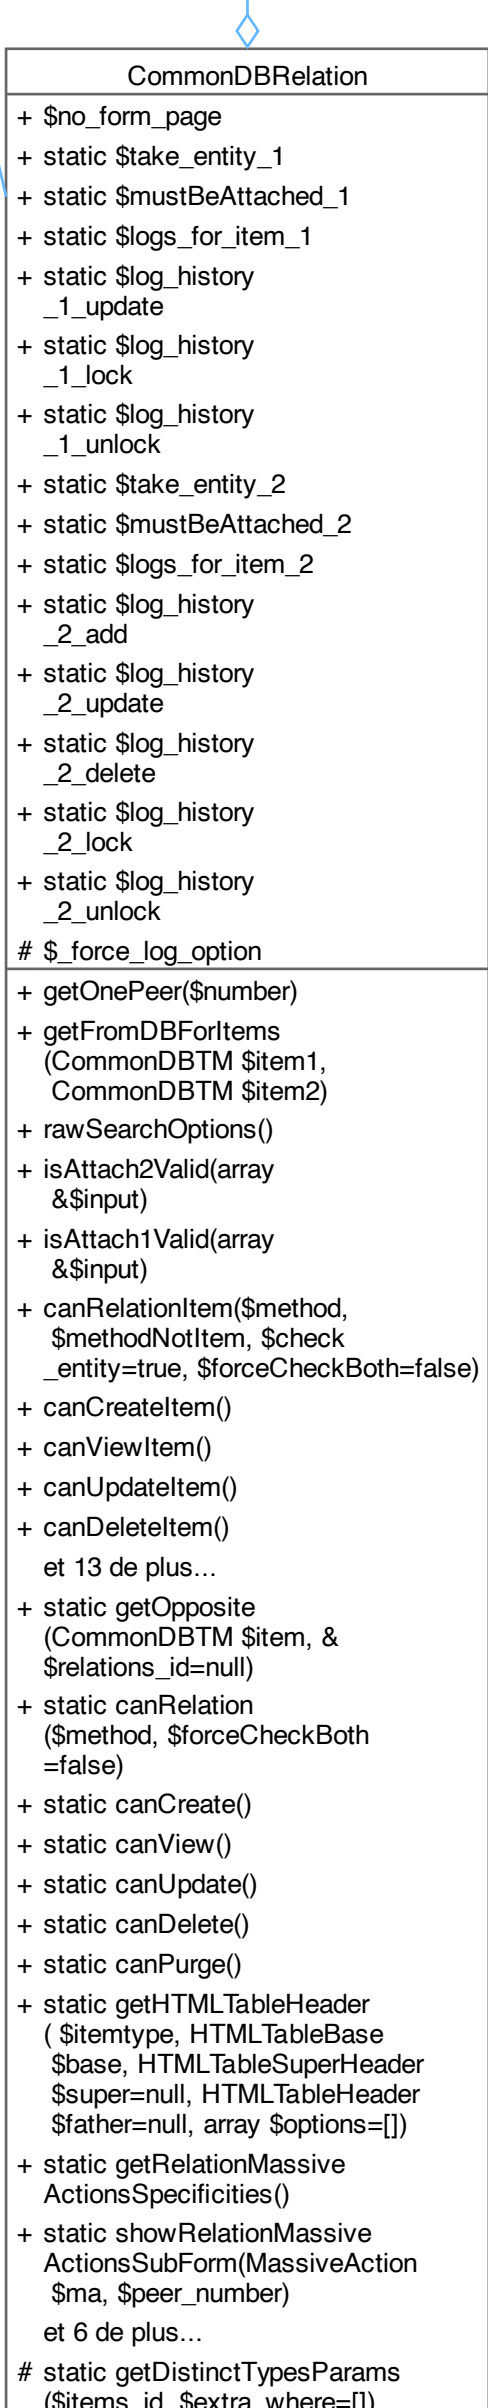 CommonDBRelation
+ $no_form_page
+ static $take_entity_1
+ static $mustBeAttached_1
+ static $logs_for_item_1
+ static $log_history
_1_update
+ static $log_history
_1_lock
+ static $log_history
_1_unlock
+ static $take_entity_2
+ static $mustBeAttached_2
+ static $logs_for_item_2
+ static $log_history
_2_add
+ static $log_history
_2_update
+ static $log_history
_2_delete
+ static $log_history
_2_lock
+ static $log_history
_2_unlock
# $_force_log_option
+ getOnePeer($number)
+ getFromDBForItems
(CommonDBTM $item1,
CommonDBTM $item2)
+ rawSearchOptions()
+ isAttach2Valid(array
&$input)
+ isAttach1Valid(array
&$input)
+ canRelationItem($method,
$methodNotItem, $check
_entity=true, $forceCheckBoth=false)
+ canCreateItem()
+ canViewItem()
+ canUpdateItem()
+ canDeleteItem()
et 13 de plus...
+ static getOpposite
(CommonDBTM $item, &
$relations_id=null)
+ static canRelation
($method, $forceCheckBoth
=false)
+ static canCreate()
+ static canView()
+ static canUpdate()
+ static canDelete()
+ static canPurge()
+ static getHTMLTableHeader
( $itemtype, HTMLTableBase
$base, HTMLTableSuperHeader
$super=null, HTMLTableHeader
$father=null, array $options=[])
+ static getRelationMassive
ActionsSpecificities()
+ static showRelationMassive
ActionsSubForm(MassiveAction
$ma, $peer_number)
et 6 de plus...
# static getDistinctTypesParams
($items_id, $extra_where=[])